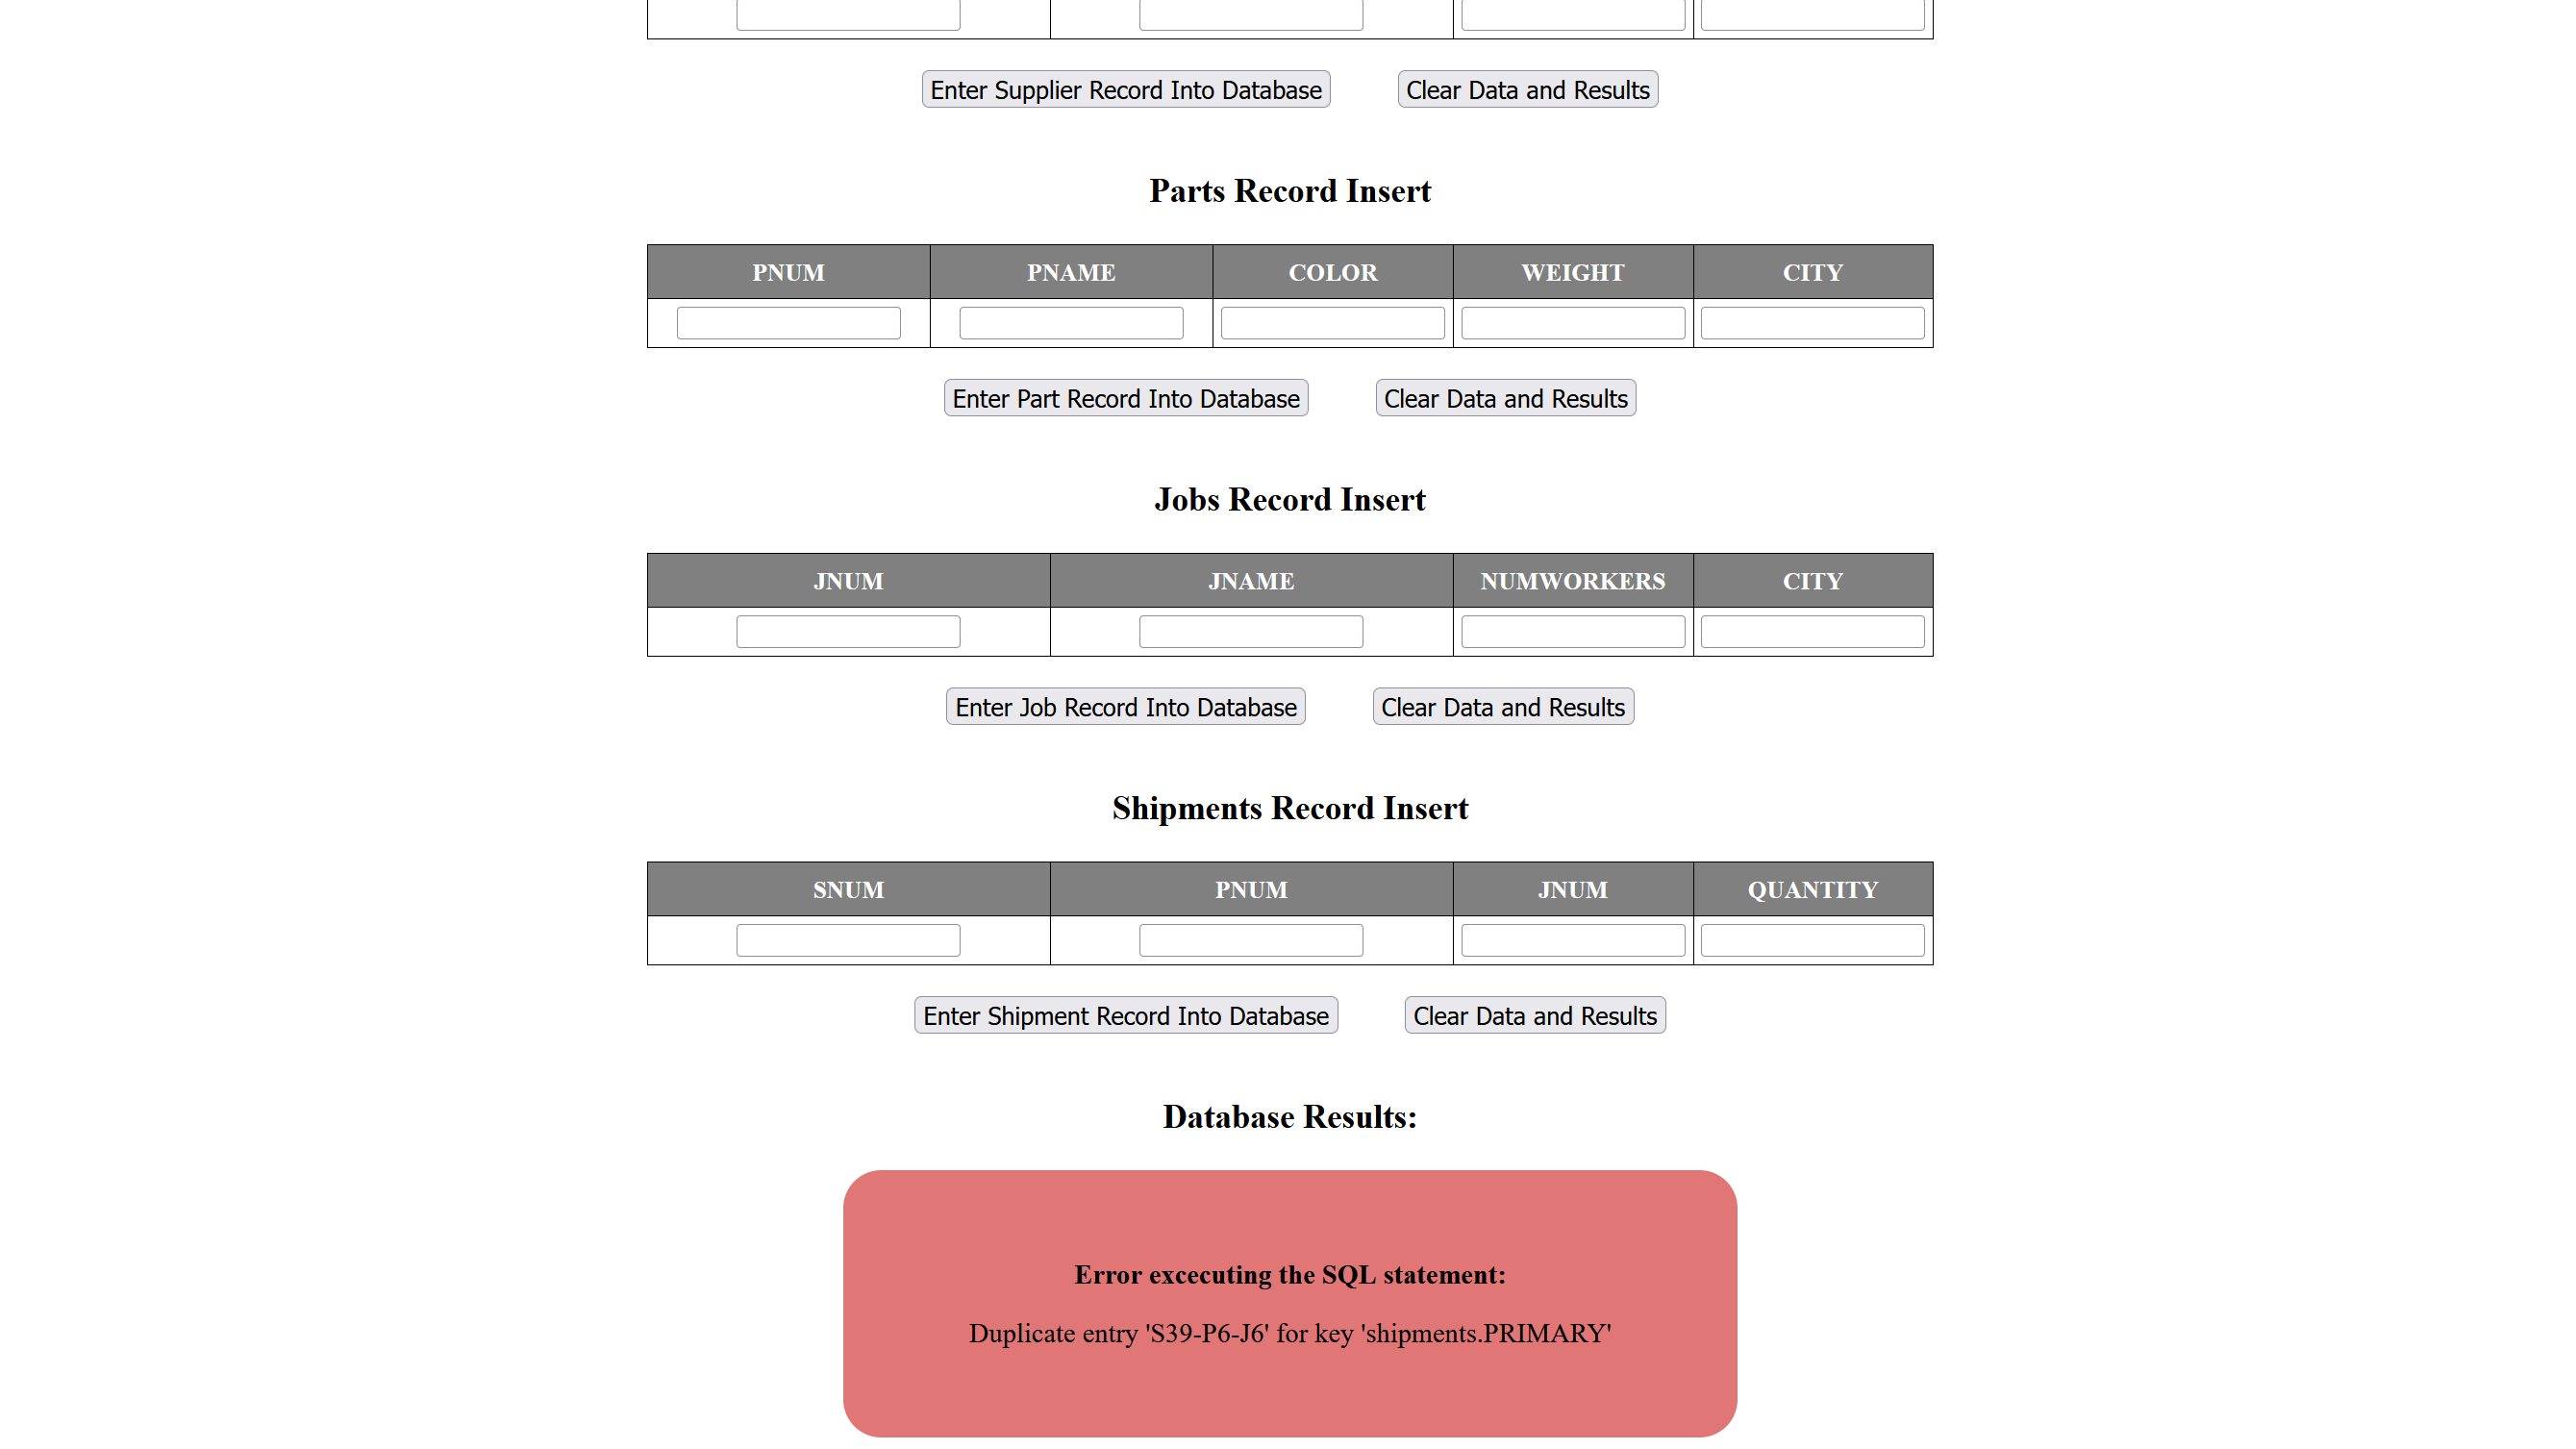 Enter Supplier Record Into Database Clear Data and Results
Parts Record Insert
PNUM PNAME COLOR WEIGHT CITY
Enter Part Record Into Database Clear Data and Results
Jobs Record Insert
JNUM JNAME NUMWORKERS CITY
Enter Job Record Into Database Clear Data and Results
Shipments Record Insert
SNUM PNUM JNUM QUANTITY
Enter Shipment Record Into Database Clear Data and Results
Database Results:
Error excecuting the SQL statement:
Duplicate entry 'S39-P6-J6' for key 'shipments.PRIMARY'